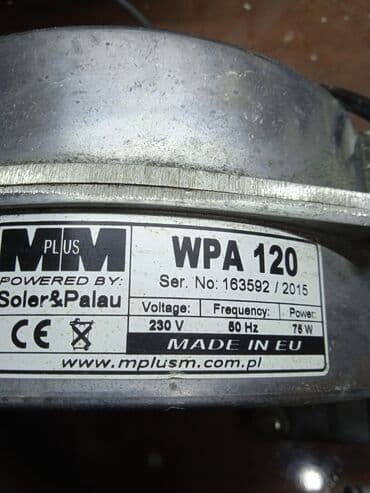 M PLUS M
WPA 120
POWERED BY:
Soler&Palau
Ser. No: 163592 / 2015
Voltage: Frequency: Power:
230 V 50 Hz 75 W
CE MADE IN EU
www.mplusm.com.pl